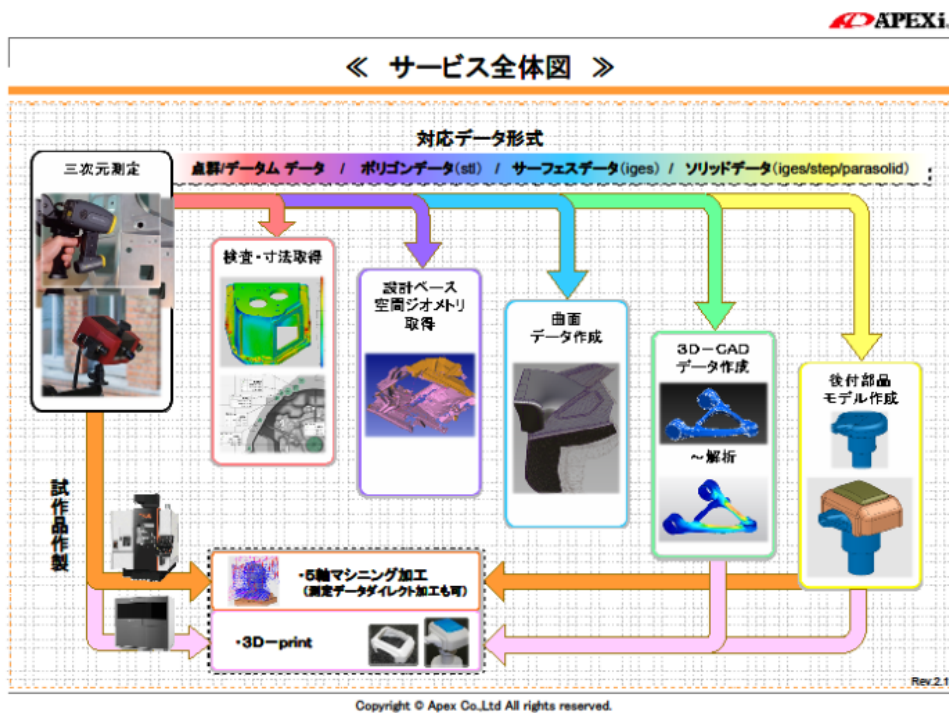 APEXi.
≪ サービス全体図 ≫
対応データ形式
点群/データム データ / ポリゴンデータ(stl) / サーフェスデータ(iges) / ソリッドデータ(iges/step/parasolid)
三次元測定
検査・寸法取得
設計ベース
空間ジオメトリ
取得
曲面
データ作成
3D－CAD
データ作成
～解析
後付部品
モデル作成
試作品作製
・5軸マシニング加工
(測定データダイレクト加工も可)
・3D－print
Rev.2.1
Copyright © Apex Co.,Ltd All rights reserved.